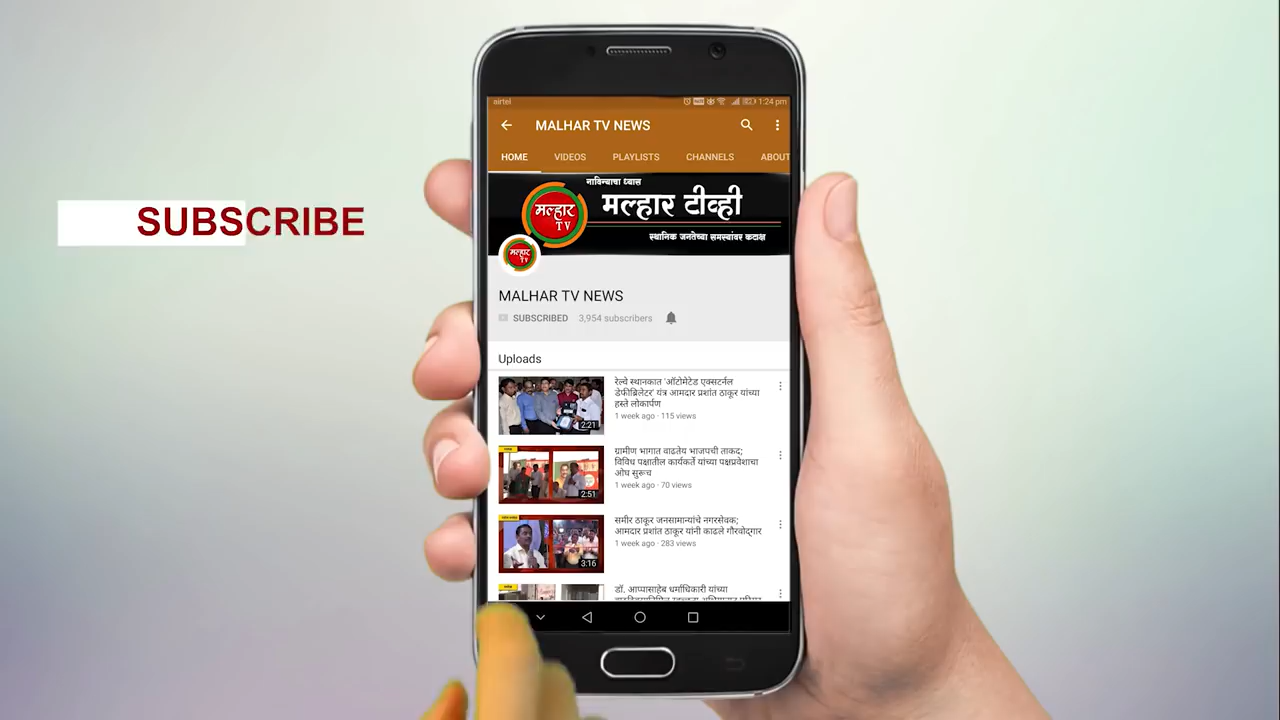 SUBSCRIBE
airtel
1:24 pm
MALHAR TV NEWS
HOME VIDEOS PLAYLISTS CHANNELS ABOUT
नाविन्याचा ध्यास
मल्हार टीव्ही
स्थानिक जनतेच्या समस्यांवर कटाक्ष
मल्हार
TV
मल्हार
TV
MALHAR TV NEWS
SUBSCRIBED 3,954 subscribers
Uploads
रेल्वे स्थानकात 'ऑटोमेटेड एक्सटर्नल
डेफीब्रिलेटर' यंत्र आमदार प्रशांत ठाकूर यांच्या
हस्ते लोकार्पण
1 week ago · 115 views
2:21
ग्रामीण भागात वाढतेय भाजपची ताकद;
विविध पक्षातील कार्यकर्ते यांच्या पक्षप्रवेशाचा
ओघ सुरूच
1 week ago · 70 views
2:51
समीर ठाकूर जनसामान्यांचे नगरसेवक;
आमदार प्रशांत ठाकूर यांनी काढले गौरवोद्गार
1 week ago · 283 views
3:16
डॉ. आप्पासाहेब धर्माधिकारी यांच्या